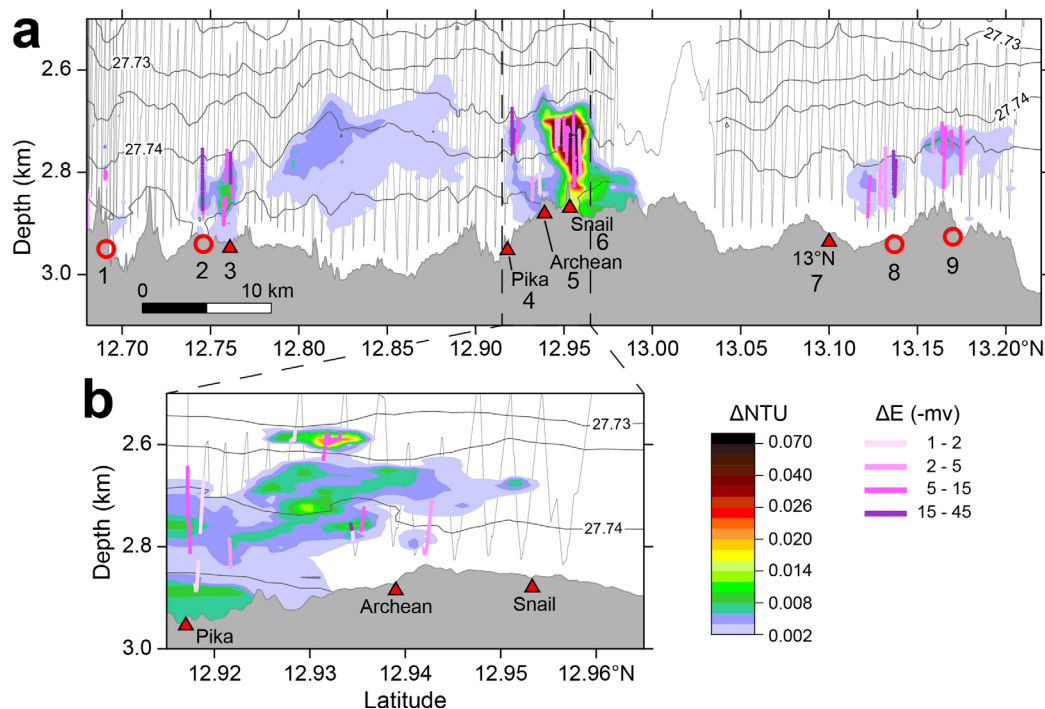 a
2.6
2.8
3.0
Depth (km)
27.73
27.74
27.73
27.74
1
2
3
0 10 km
Pika
4
Archean
5
Snail
6
13°N
7
8
9
12.70 12.75 12.80 12.85 12.90 12.95 13.00 13.05 13.10 13.15 13.20°N
b
2.6
2.8
3.0
Depth (km)
27.73
27.74
Pika
Archean
Snail
12.92 12.93 12.94 12.95 12.96°N
Latitude
ΔNTU
0.070
0.040
0.026
0.020
0.014
0.008
0.002
ΔE (-mv)
1 - 2
2 - 5
5 - 15
15 - 45